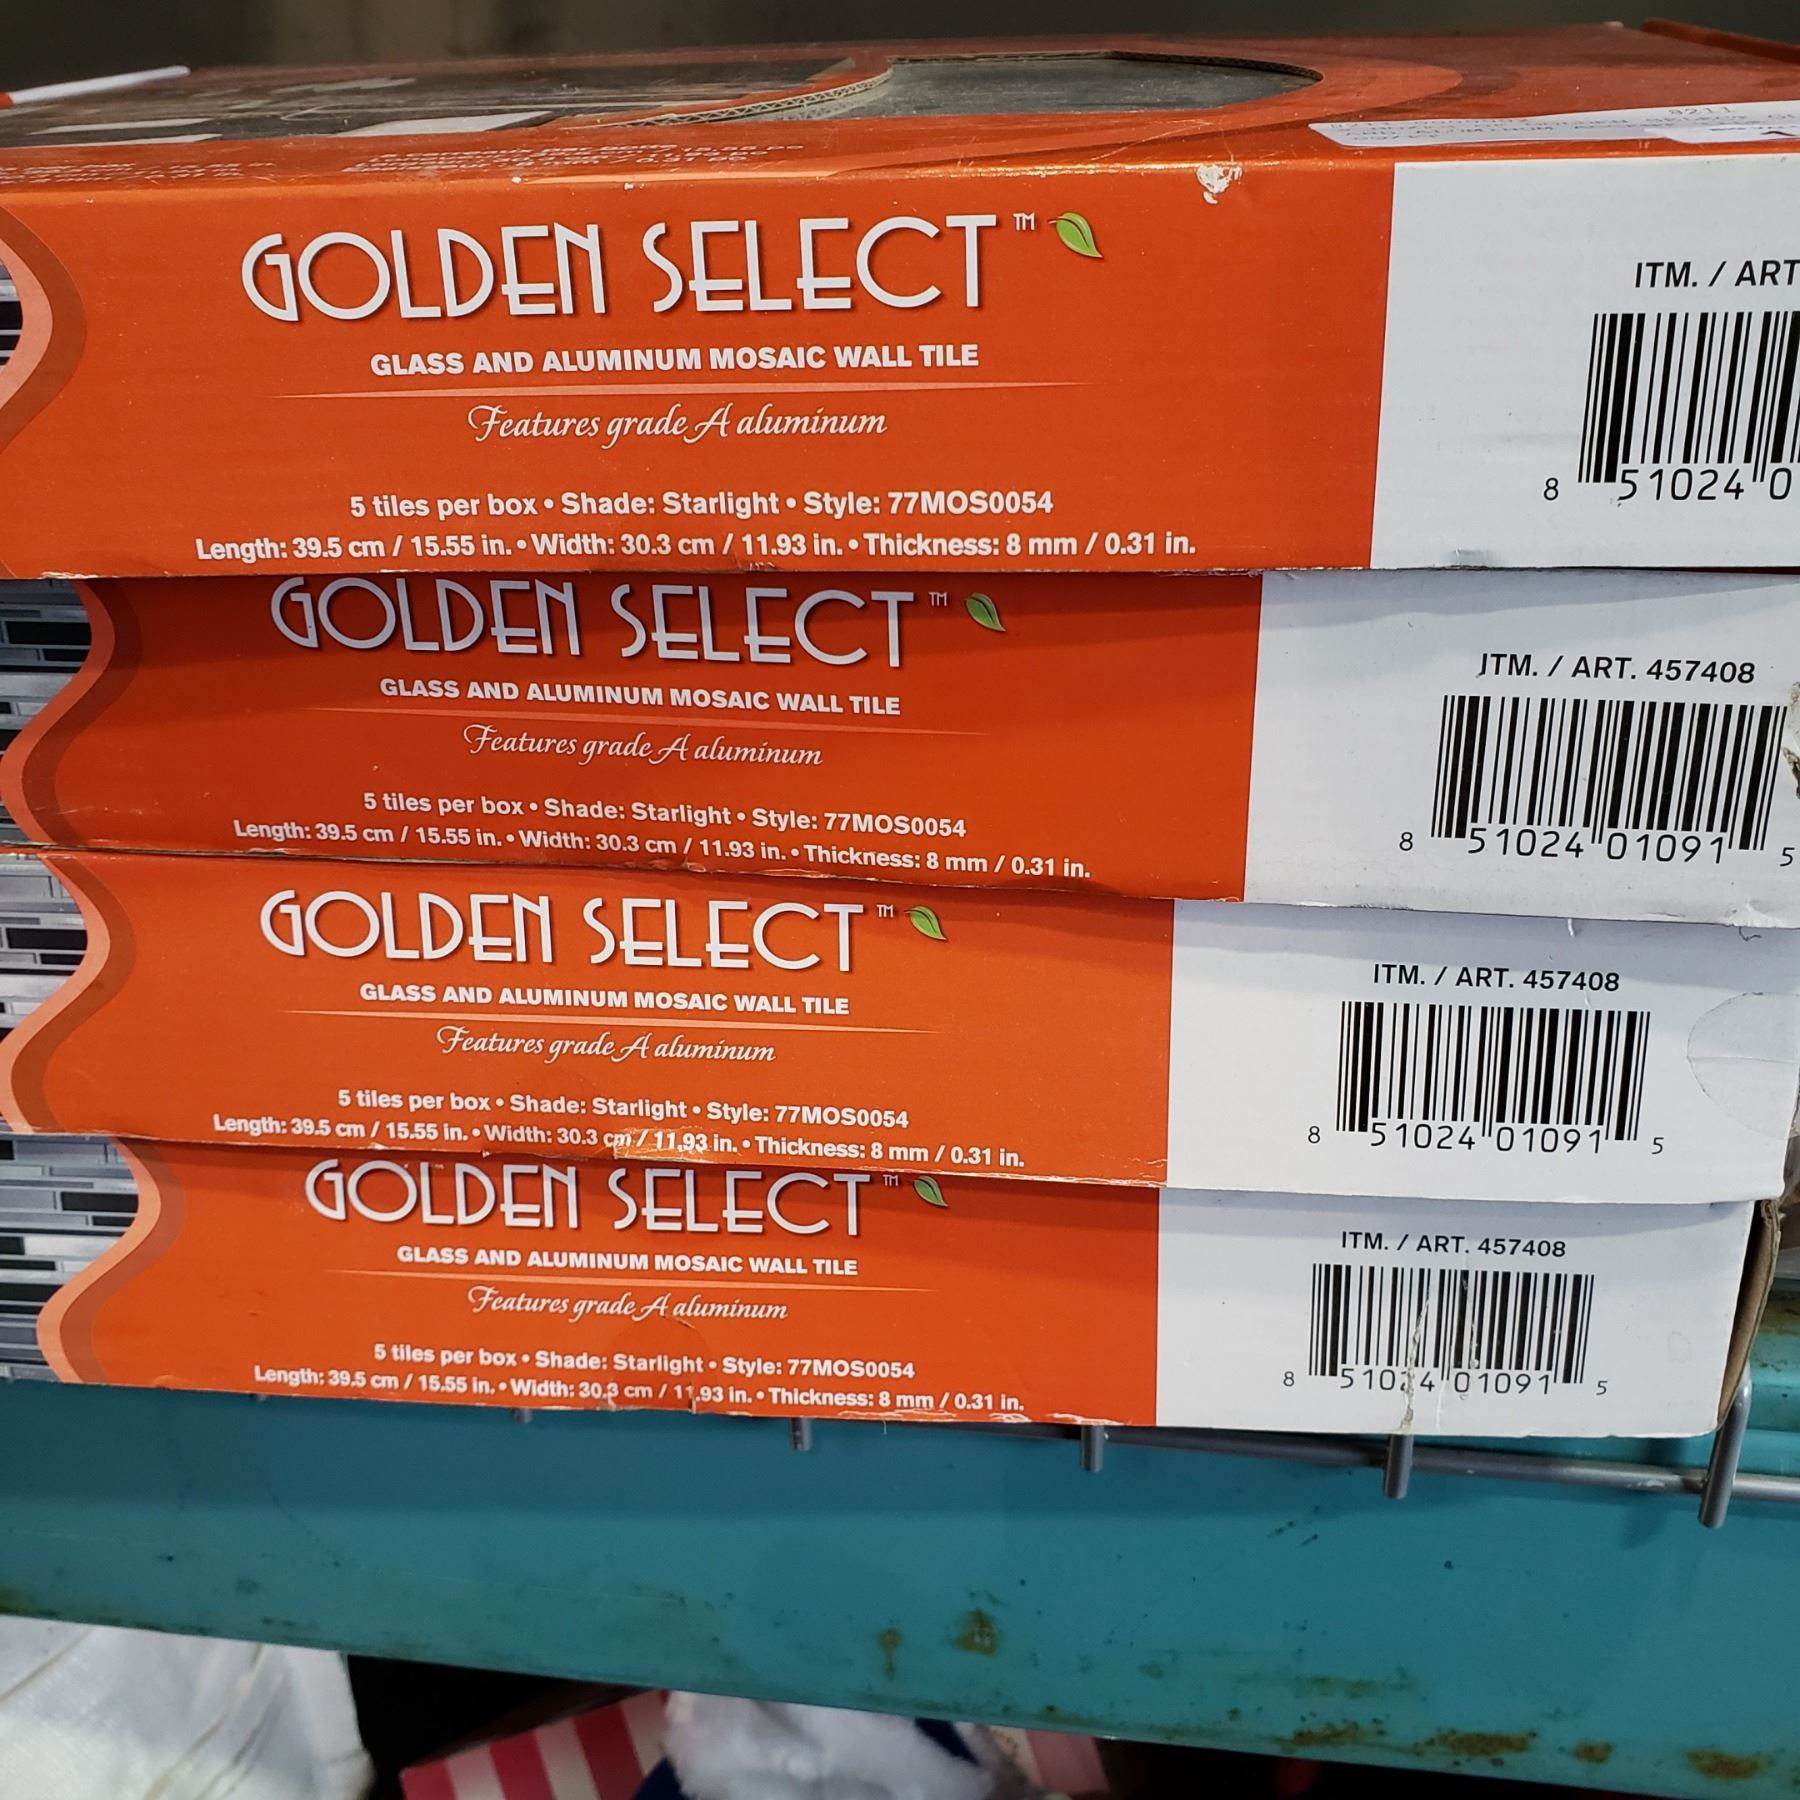 9211
GOLDEN SELECT™
GLASS AND ALUMINUM MOSAIC WALL TILE
Features grade A aluminum
5 tiles per box • Shade: Starlight • Style: 77MOS0054
Length: 39.5 cm / 15.55 in. • Width: 30.3 cm / 11.93 in. • Thickness: 8 mm / 0.31 in.
ITM. / ART
8 51024 0
GOLDEN SELECT™
GLASS AND ALUMINUM MOSAIC WALL TILE
Features grade A aluminum
5 tiles per box • Shade: Starlight • Style: 77MOS0054
Length: 39.5 cm / 15.55 in. • Width: 30.3 cm / 11.93 in. • Thickness: 8 mm / 0.31 in.
ITM. / ART. 457408
8 51024 01091 5
GOLDEN SELECT™
GLASS AND ALUMINUM MOSAIC WALL TILE
Features grade A aluminum
5 tiles per box • Shade: Starlight • Style: 77MOS0054
Length: 39.5 cm / 15.55 in. • Width: 30.3 cm / 11.93 in. • Thickness: 8 mm / 0.31 in.
ITM. / ART. 457408
8 51024 01091 5
GOLDEN SELECT™
GLASS AND ALUMINUM MOSAIC WALL TILE
Features grade A aluminum
5 tiles per box • Shade: Starlight • Style: 77MOS0054
Length: 39.5 cm / 15.55 in. • Width: 30.3 cm / 11.93 in. • Thickness: 8 mm / 0.31 in.
ITM. / ART. 457408
8 51024 01091 5